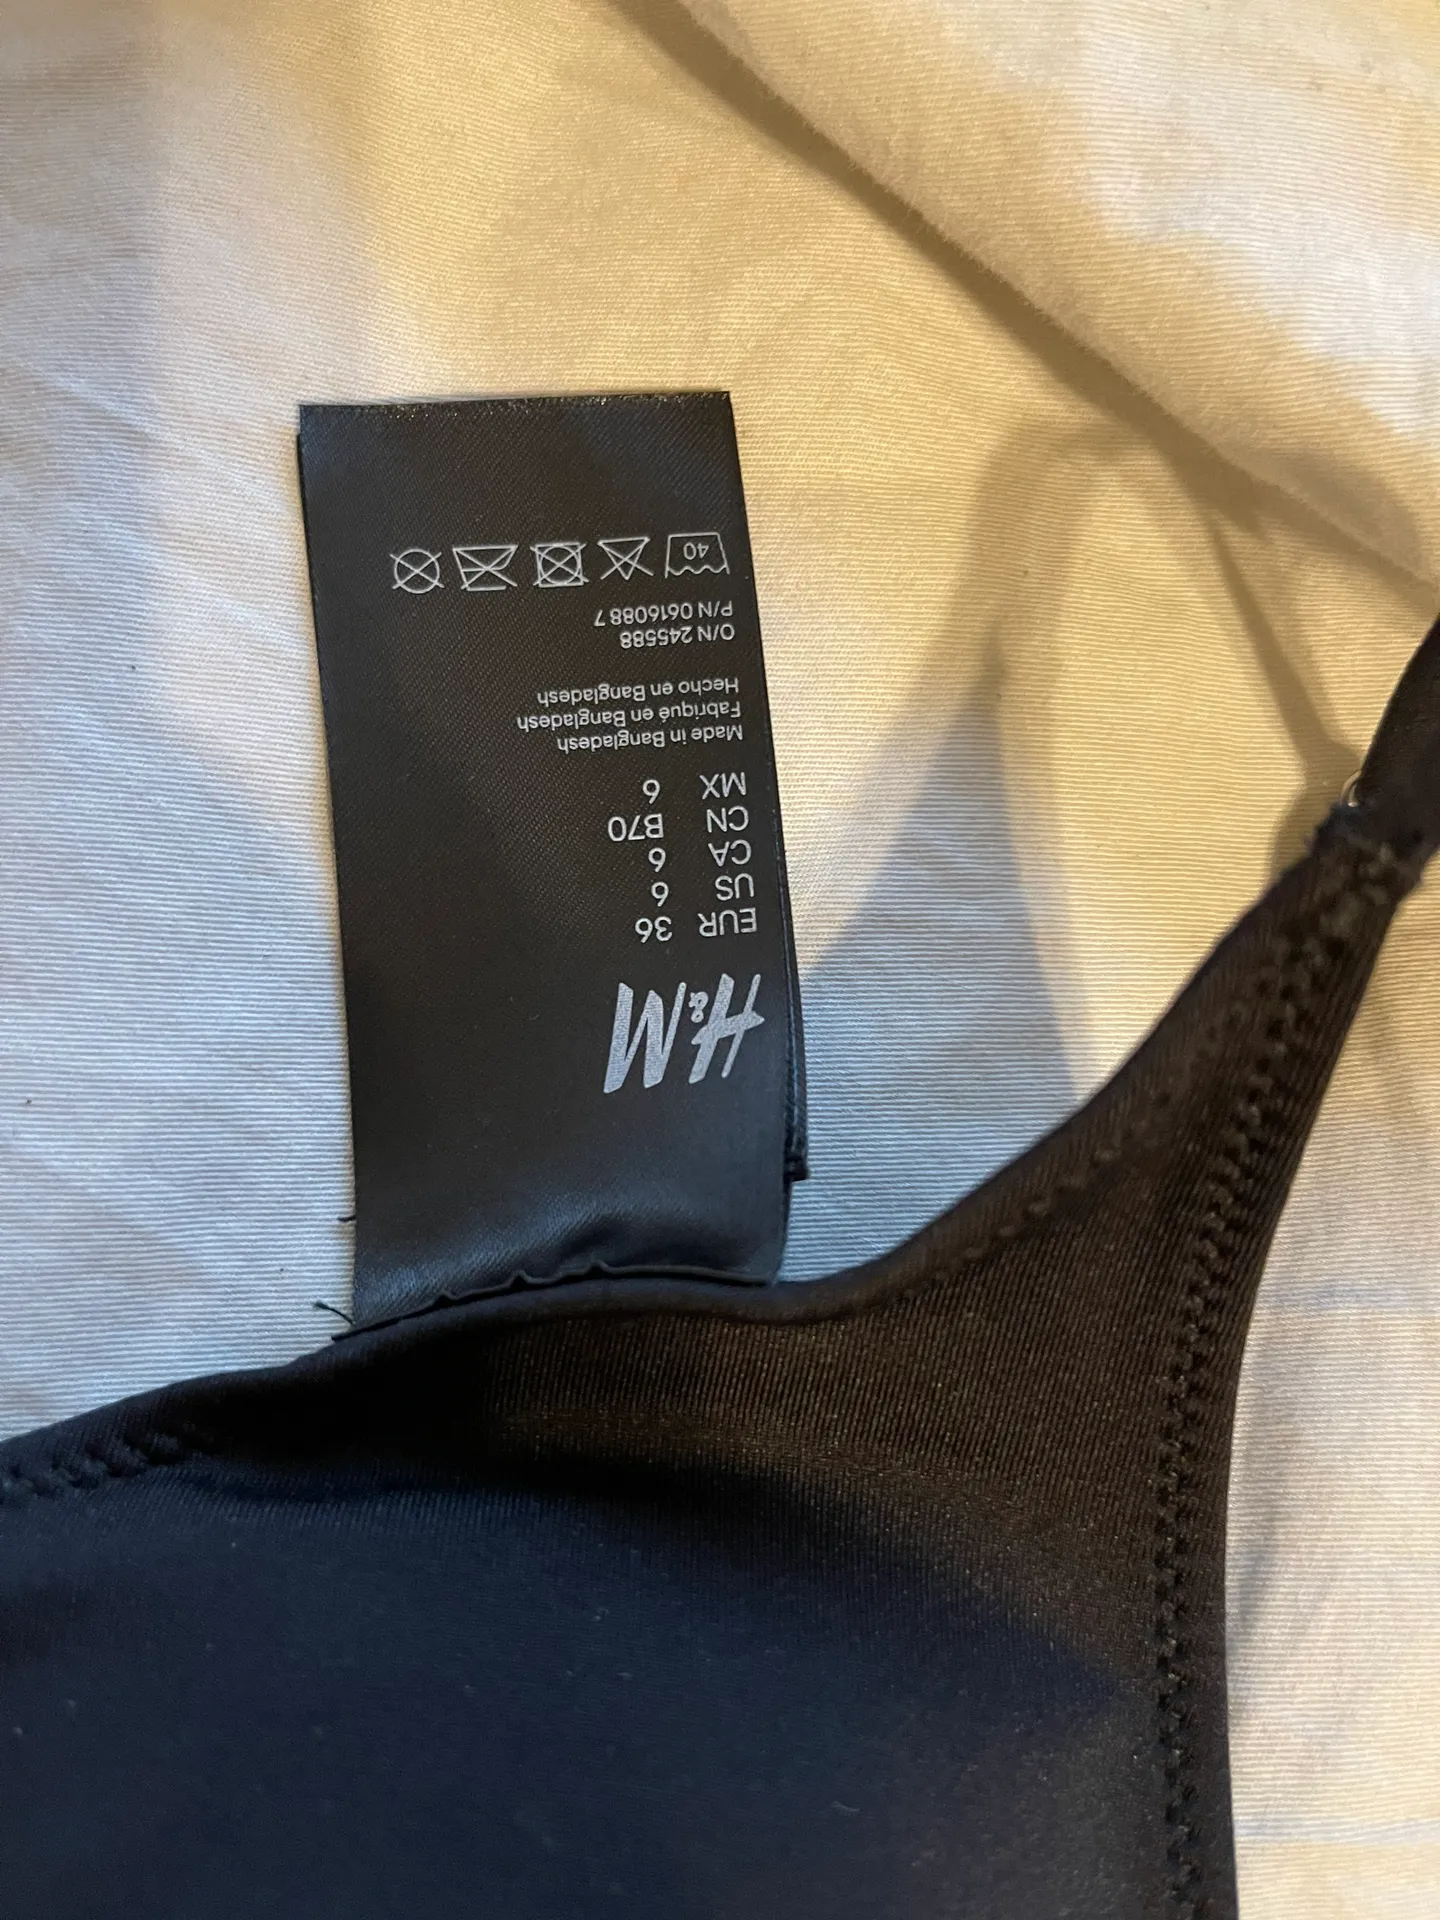 H&M
EUR 36
US 6
CA 6
CN B70
MX 6
Made in Bangladesh
Fabriqué en Bangladesh
Hecho en Bangladesh
O/N 245588
P/N 0616088 7
40